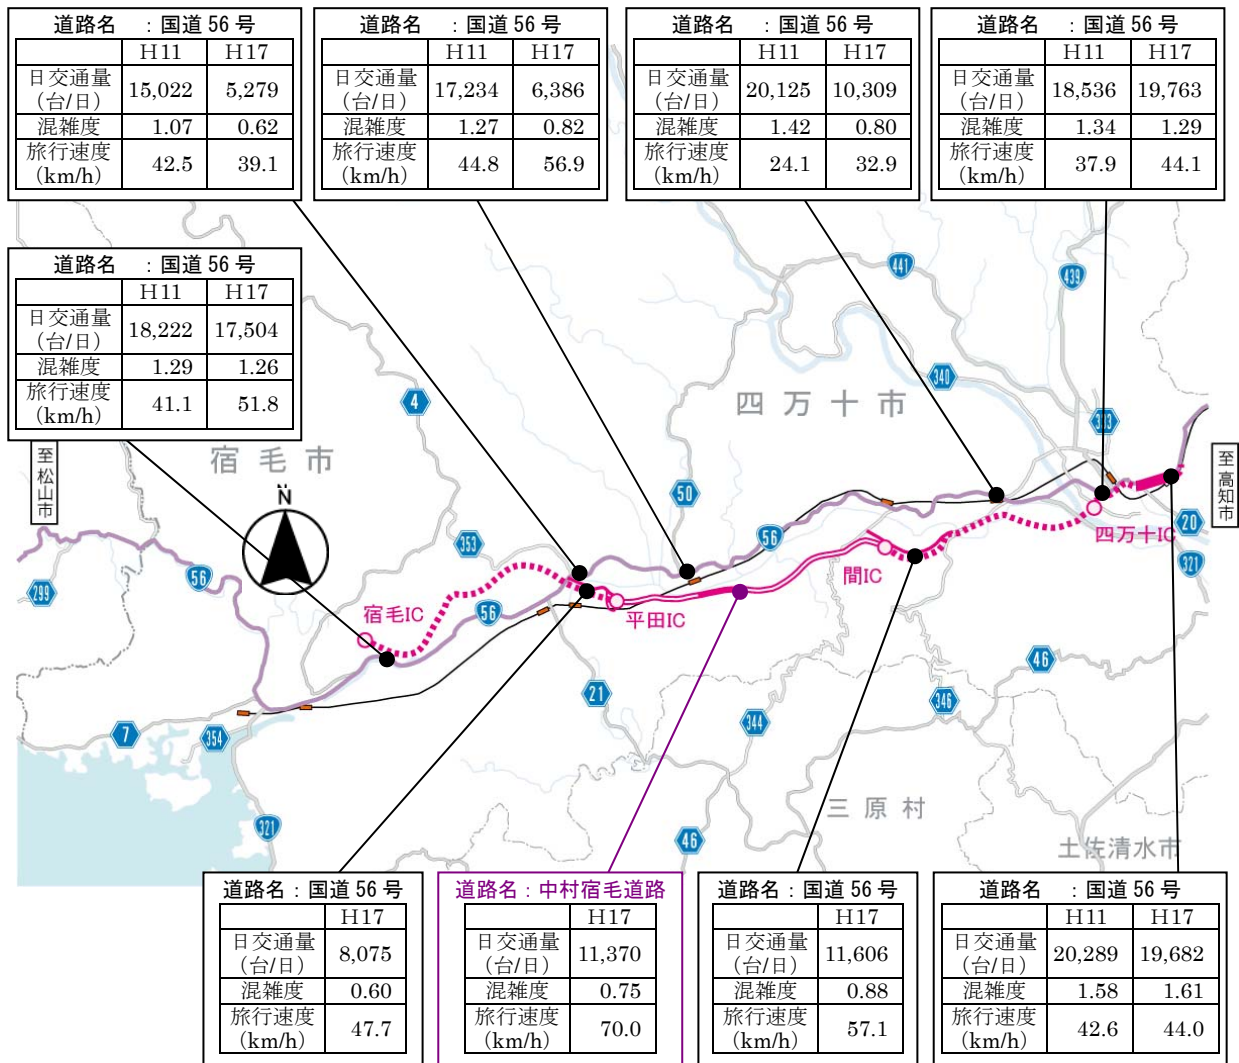 道路名 ：国道 56 号
H11 H17
日交通量
（台/日） 15,022 5,279
混雑度 1.07 0.62
旅行速度
(km/h) 42.5 39.1
道路名 ：国道 56 号
H11 H17
日交通量
（台/日） 17,234 6,386
混雑度 1.27 0.82
旅行速度
(km/h) 44.8 56.9
道路名 ：国道 56 号
H11 H17
日交通量
（台/日） 20,125 10,309
混雑度 1.42 0.80
旅行速度
(km/h) 24.1 32.9
道路名 ：国道 56 号
H11 H17
日交通量
（台/日） 18,536 19,763
混雑度 1.34 1.29
旅行速度
(km/h) 37.9 44.1
道路名 ：国道 56 号
H11 H17
日交通量
（台/日） 18,222 17,504
混雑度 1.29 1.26
旅行速度
(km/h) 41.1 51.8
441
439
340
4
四万十市
333
宿毛市
至松山市
至高知市
N
50
20
四万十IC
56
353
321
間IC
56
299
宿毛IC
56
平田IC
46
21
346
344
7
354
三原村
321
46
土佐清水市
道路名：国道 56 号
H17
日交通量
（台/日） 8,075
混雑度 0.60
旅行速度
(km/h) 47.7
道路名：中村宿毛道路
H17
日交通量
（台/日） 11,370
混雑度 0.75
旅行速度
(km/h) 70.0
道路名：国道 56 号
H17
日交通量
（台/日） 11,606
混雑度 0.88
旅行速度
(km/h) 57.1
道路名 ：国道 56 号
H11 H17
日交通量
（台/日） 20,289 19,682
混雑度 1.58 1.61
旅行速度
(km/h) 42.6 44.0